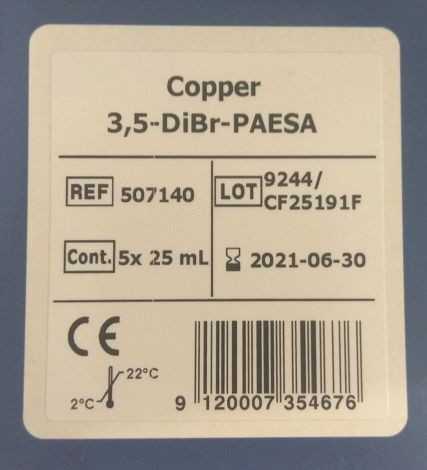 Copper
3,5-DiBr-PAESA
REF 507140
LOT 9244/
CF25191F
Cont. 5x 25 mL
2021-06-30
CE
22°C
2°C
9 120007 354676